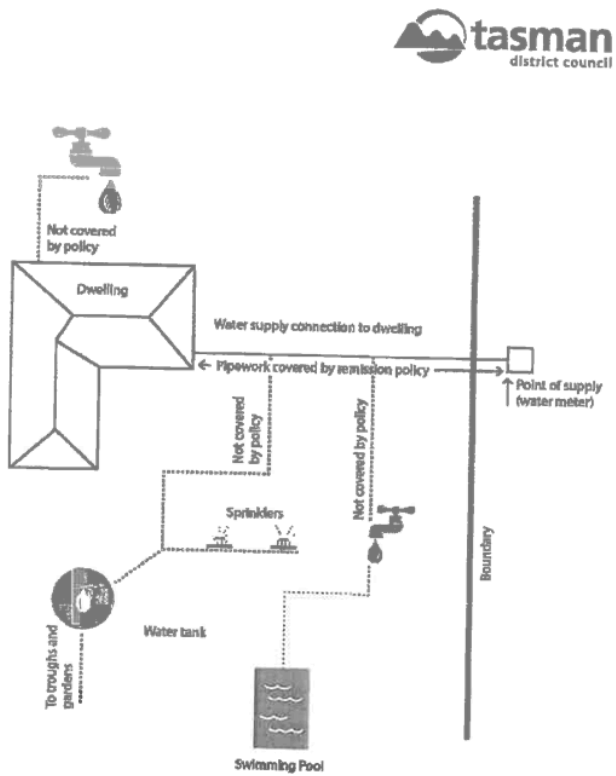 tasman
district council
Not covered
by policy
Dwelling
Water supply connection to dwelling
Pipework covered by remission policy
Point of supply
(water meter)
Not covered
by policy
Not covered by policy
Sprinklers
Boundary
Water tank
To troughs and
gardens
Swimming Pool